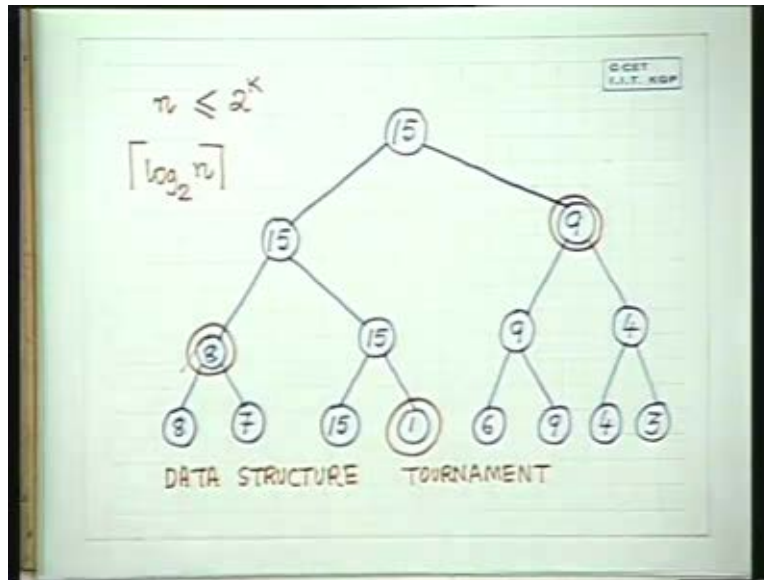 G CET
I.I.T. KGP
n ≤ 2^K
⌈log₂ n⌉
15
15 9
8 15 9 4
8 7 15 1 6 9 4 3
DATA STRUCTURE TOURNAMENT